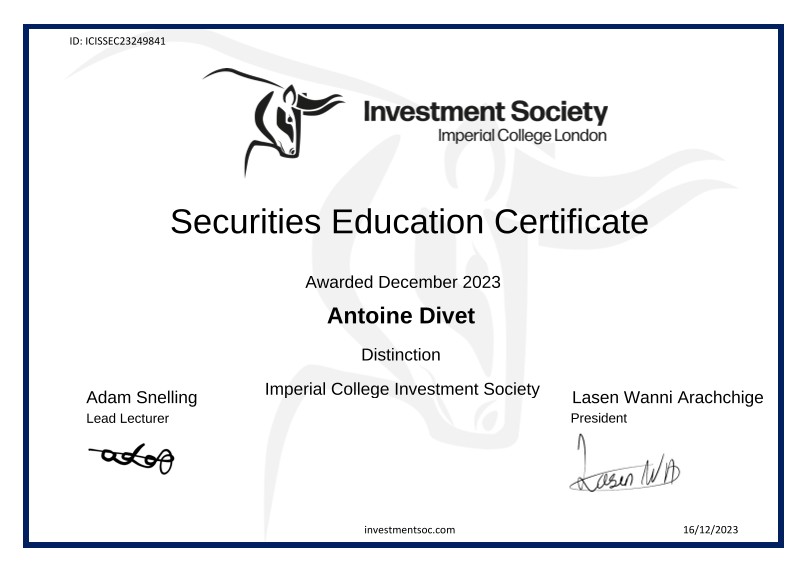 ID: ICISSEC23249841
Investment Society
Imperial College London
Securities Education Certificate
Awarded December 2023
Antoine Divet
Distinction
Imperial College Investment Society
Adam Snelling
Lead Lecturer
Lasen Wanni Arachchige
President
Lasen WA
investmentsoc.com
16/12/2023